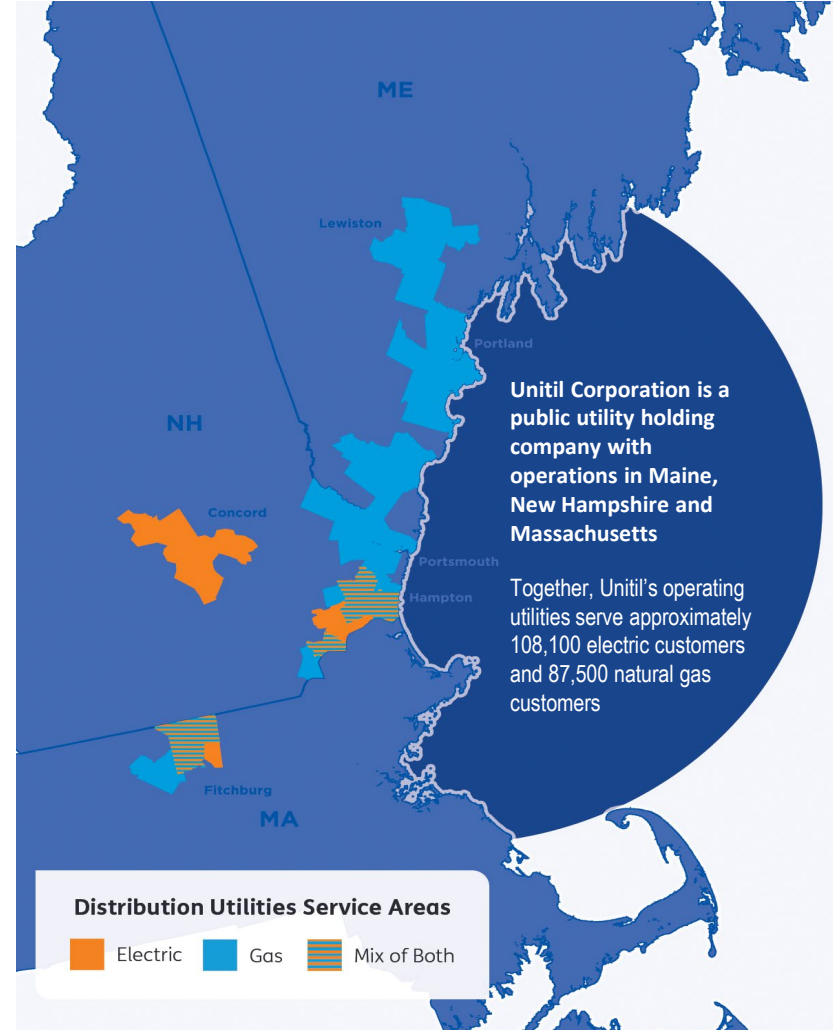 ME
Lewiston
Portland
Unitil Corporation is a
public utility holding
company with
operations in Maine,
New Hampshire and
Massachusetts
NH
Concord
Portsmouth
Together, Unitil’s operating
utilities serve approximately
108,100 electric customers
and 87,500 natural gas
customers
Hampton
Fitchburg
MA
Distribution Utilities Service Areas
Electric
Gas
Mix of Both